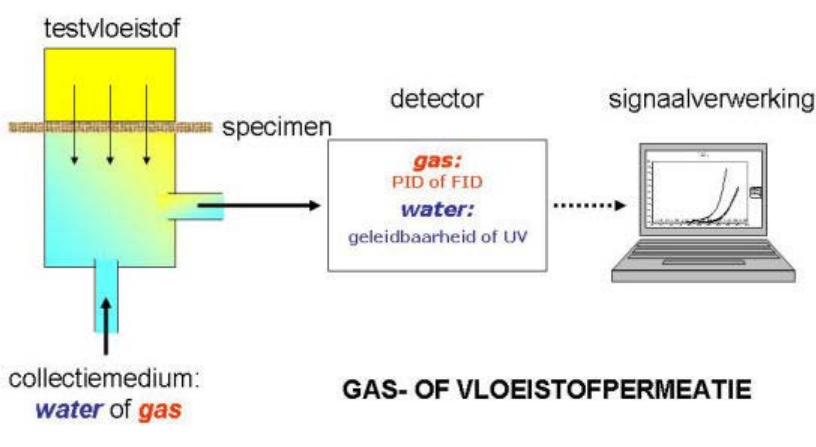 testvloeistof
specimen
detector
signaalverwerking
gas:
PID of FID
water:
geleidbaarheid of UV
collectiemedium:
water of gas
GAS- OF VLOEISTOFPERMEATIE